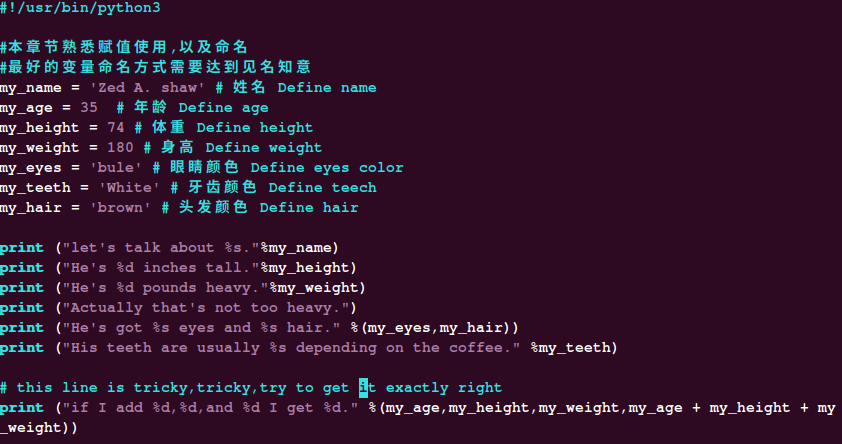 #!/usr/bin/python3
#本章节熟悉赋值使用,以及命名
#最好的变量命名方式需要达到见名知意
my_name = 'Zed A. shaw' # 姓名 Define name
my_age = 35  # 年龄 Define age
my_height = 74 # 体重 Define height
my_weight = 180 # 身高 Define weight
my_eyes = 'bule' # 眼睛颜色 Define eyes color
my_teeth = 'White' # 牙齿颜色 Define teech
my_hair = 'brown' # 头发颜色 Define hair
print ("let's talk about %s."%my_name)
print ("He's %d inches tall."%my_height)
print ("He's %d pounds heavy."%my_weight)
print ("Actually that's not too heavy.")
print ("He's got %s eyes and %s hair." %(my_eyes,my_hair))
print ("His teeth are usually %s depending on the coffee." %my_teeth)
# this line is tricky,tricky,try to get it exactly right
print ("if I add %d,%d,and %d I get %d." %(my_age,my_height,my_weight,my_age + my_height + my
_weight))